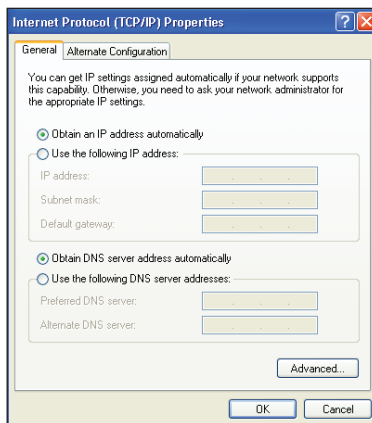 Internet Protocol (TCP/IP) Properties
General
Alternate Configuration
You can get IP settings assigned automatically if your network supports
this capability. Otherwise, you need to ask your network administrator for
the appropriate IP settings.
Obtain an IP address automatically
Use the following IP address:
IP address:
Subnet mask:
Default gateway:
Obtain DNS server address automatically
Use the following DNS server addresses:
Preferred DNS server:
Alternate DNS server:
Advanced...
OK
Cancel